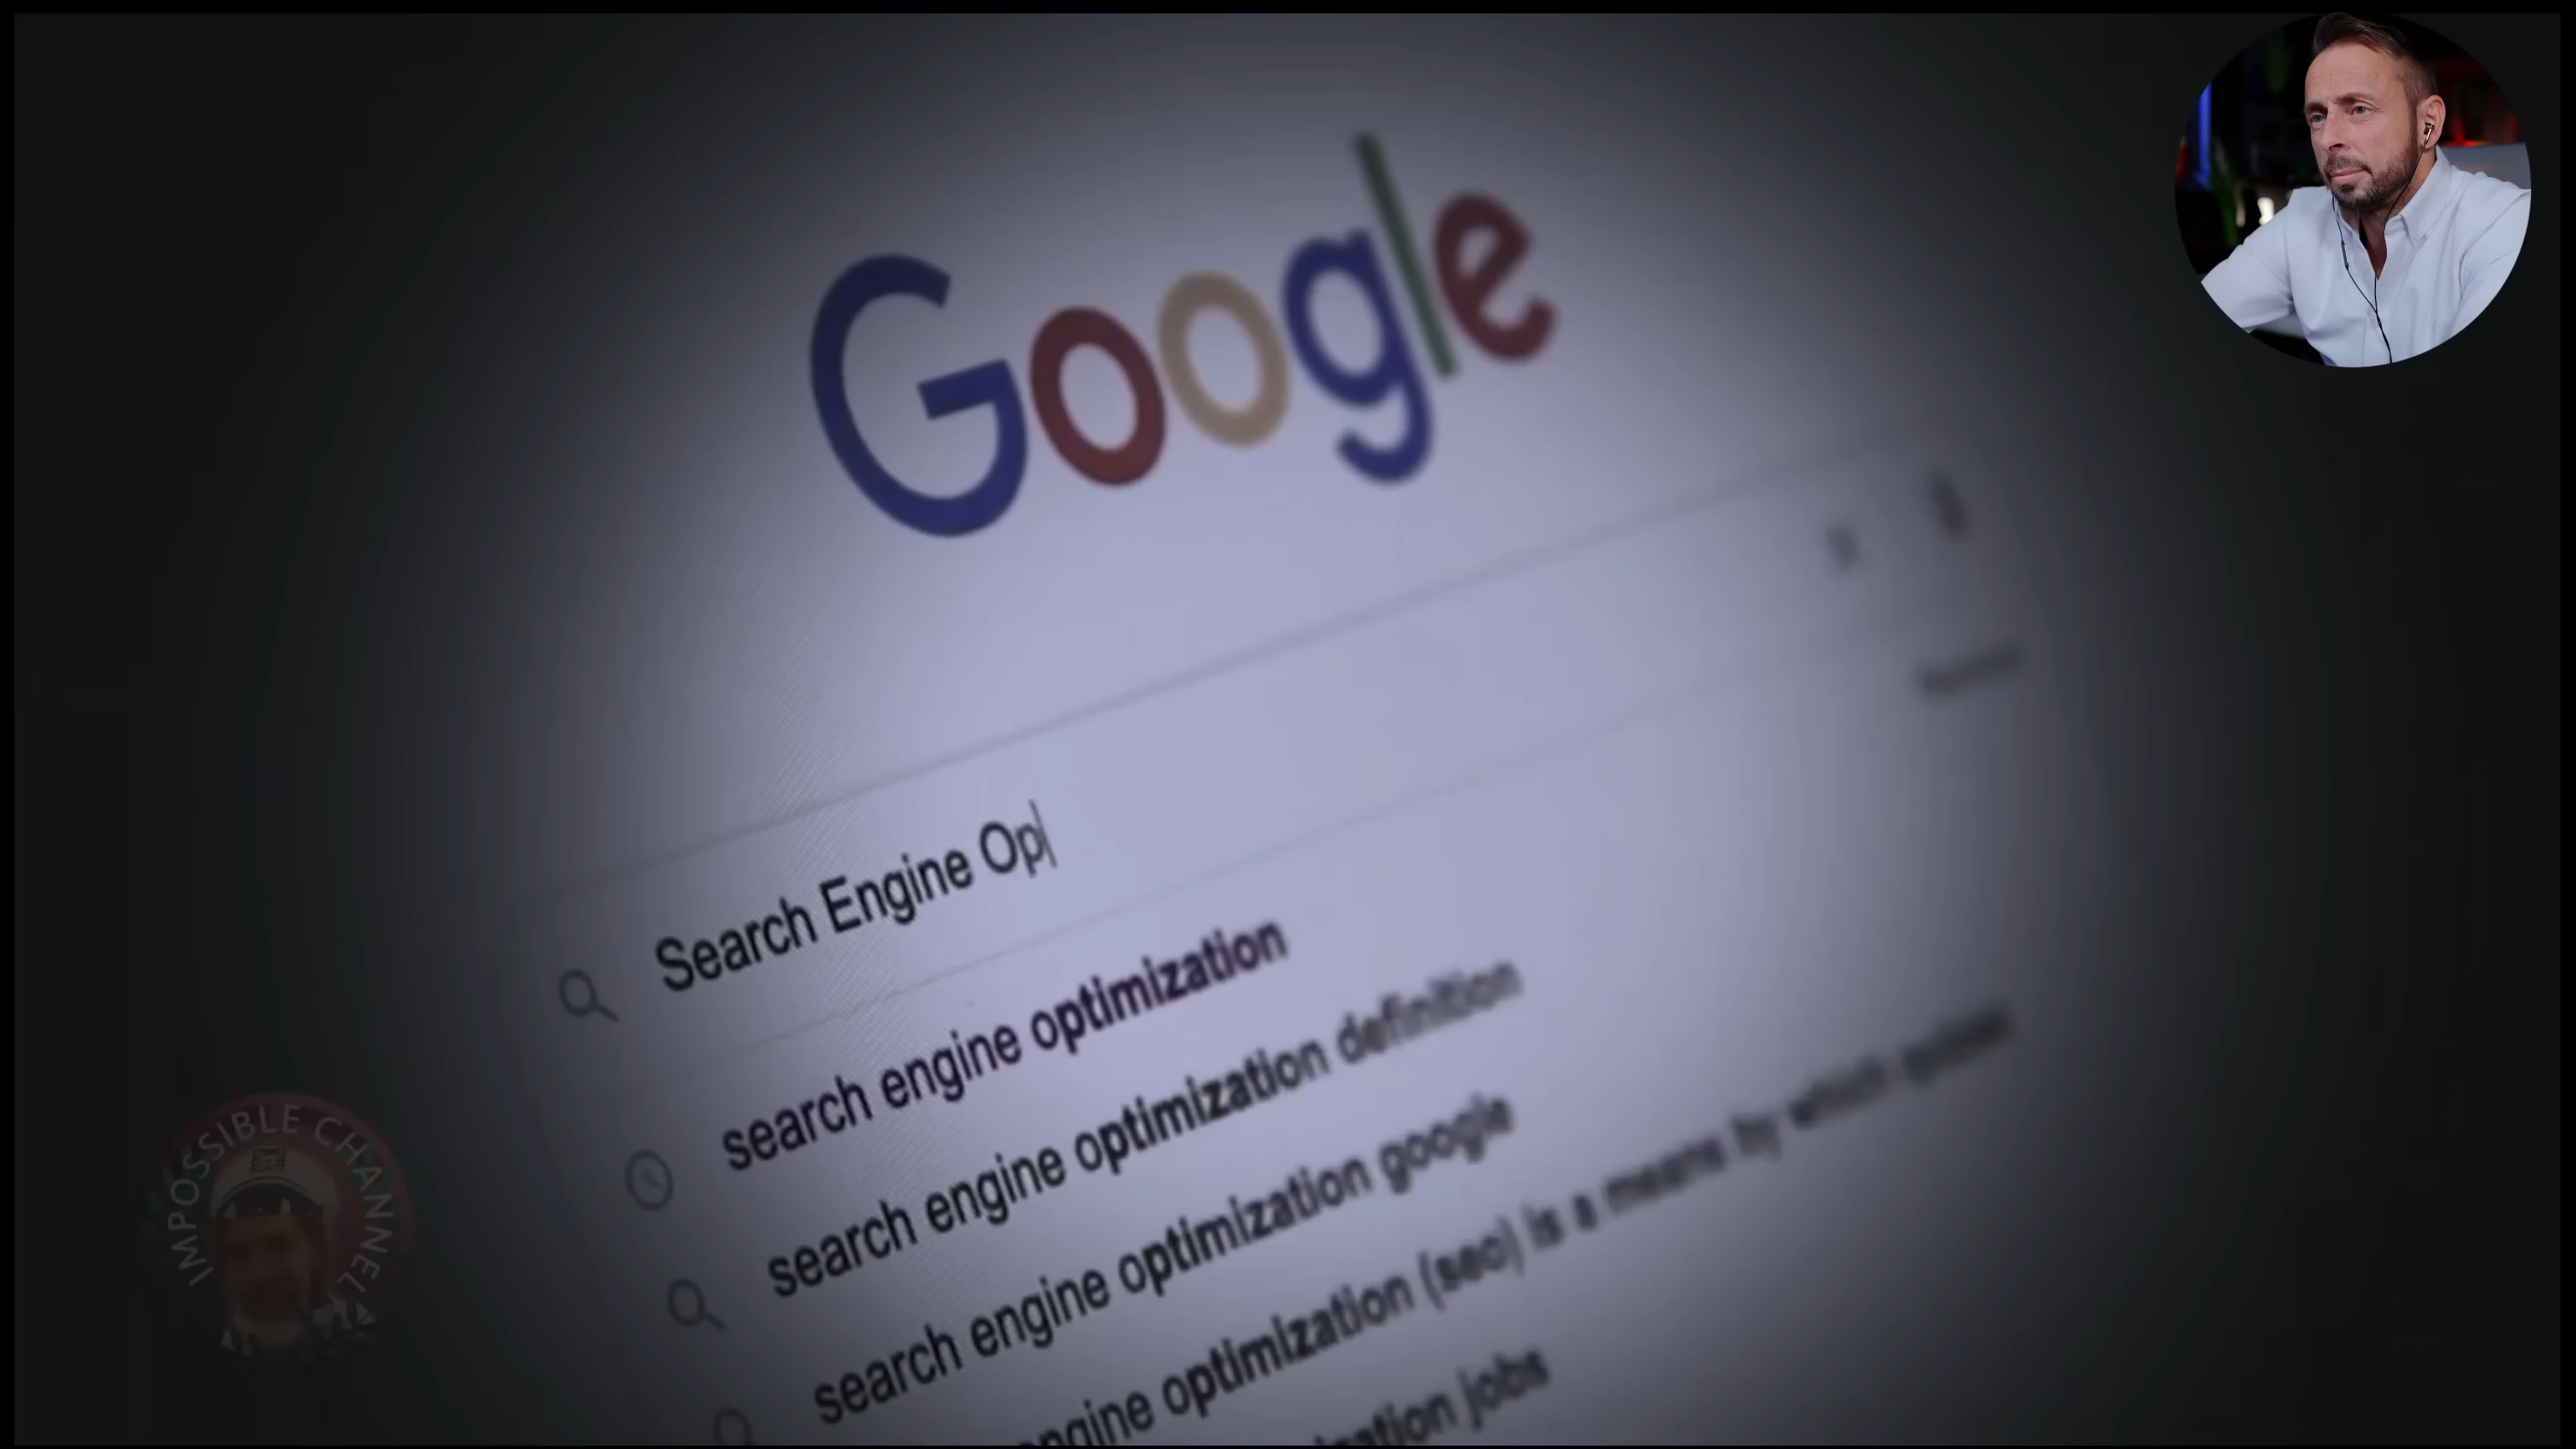 Google
Search Engine Op
search engine optimization
search engine optimization definition
search engine optimization google
engine optimization (seo) is a means by which
optimization jobs
IMPOSSIBLE CHANNEL